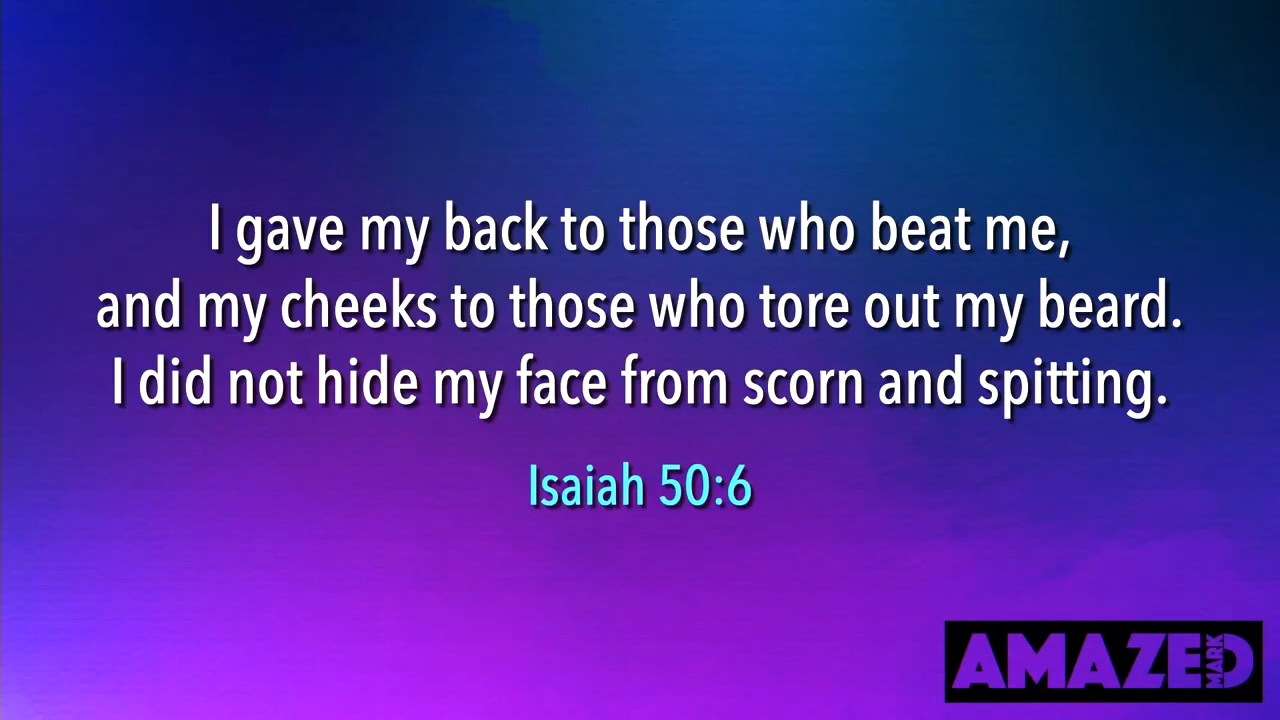 I gave my back to those who beat me,
and my cheeks to those who tore out my beard.
I did not hide my face from scorn and spitting.
Isaiah 50:6
AMAZED
MARK